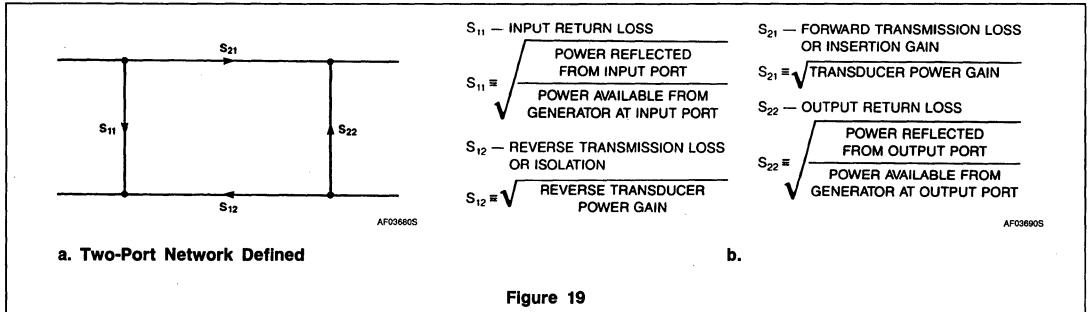 S21
S11
S22
S12
AF03680S
a. Two-Port Network Defined
S11 — INPUT RETURN LOSS
S11 ≡ √
POWER REFLECTED
FROM INPUT PORT
POWER AVAILABLE FROM
GENERATOR AT INPUT PORT
S12 — REVERSE TRANSMISSION LOSS
OR ISOLATION
S12 ≡ √ REVERSE TRANSDUCER
POWER GAIN
S21 — FORWARD TRANSMISSION LOSS
OR INSERTION GAIN
S21 ≡ √ TRANSDUCER POWER GAIN
S22 — OUTPUT RETURN LOSS
S22 ≡ √
POWER REFLECTED
FROM OUTPUT PORT
POWER AVAILABLE FROM
GENERATOR AT OUTPUT PORT
AF03690S
b.
Figure 19